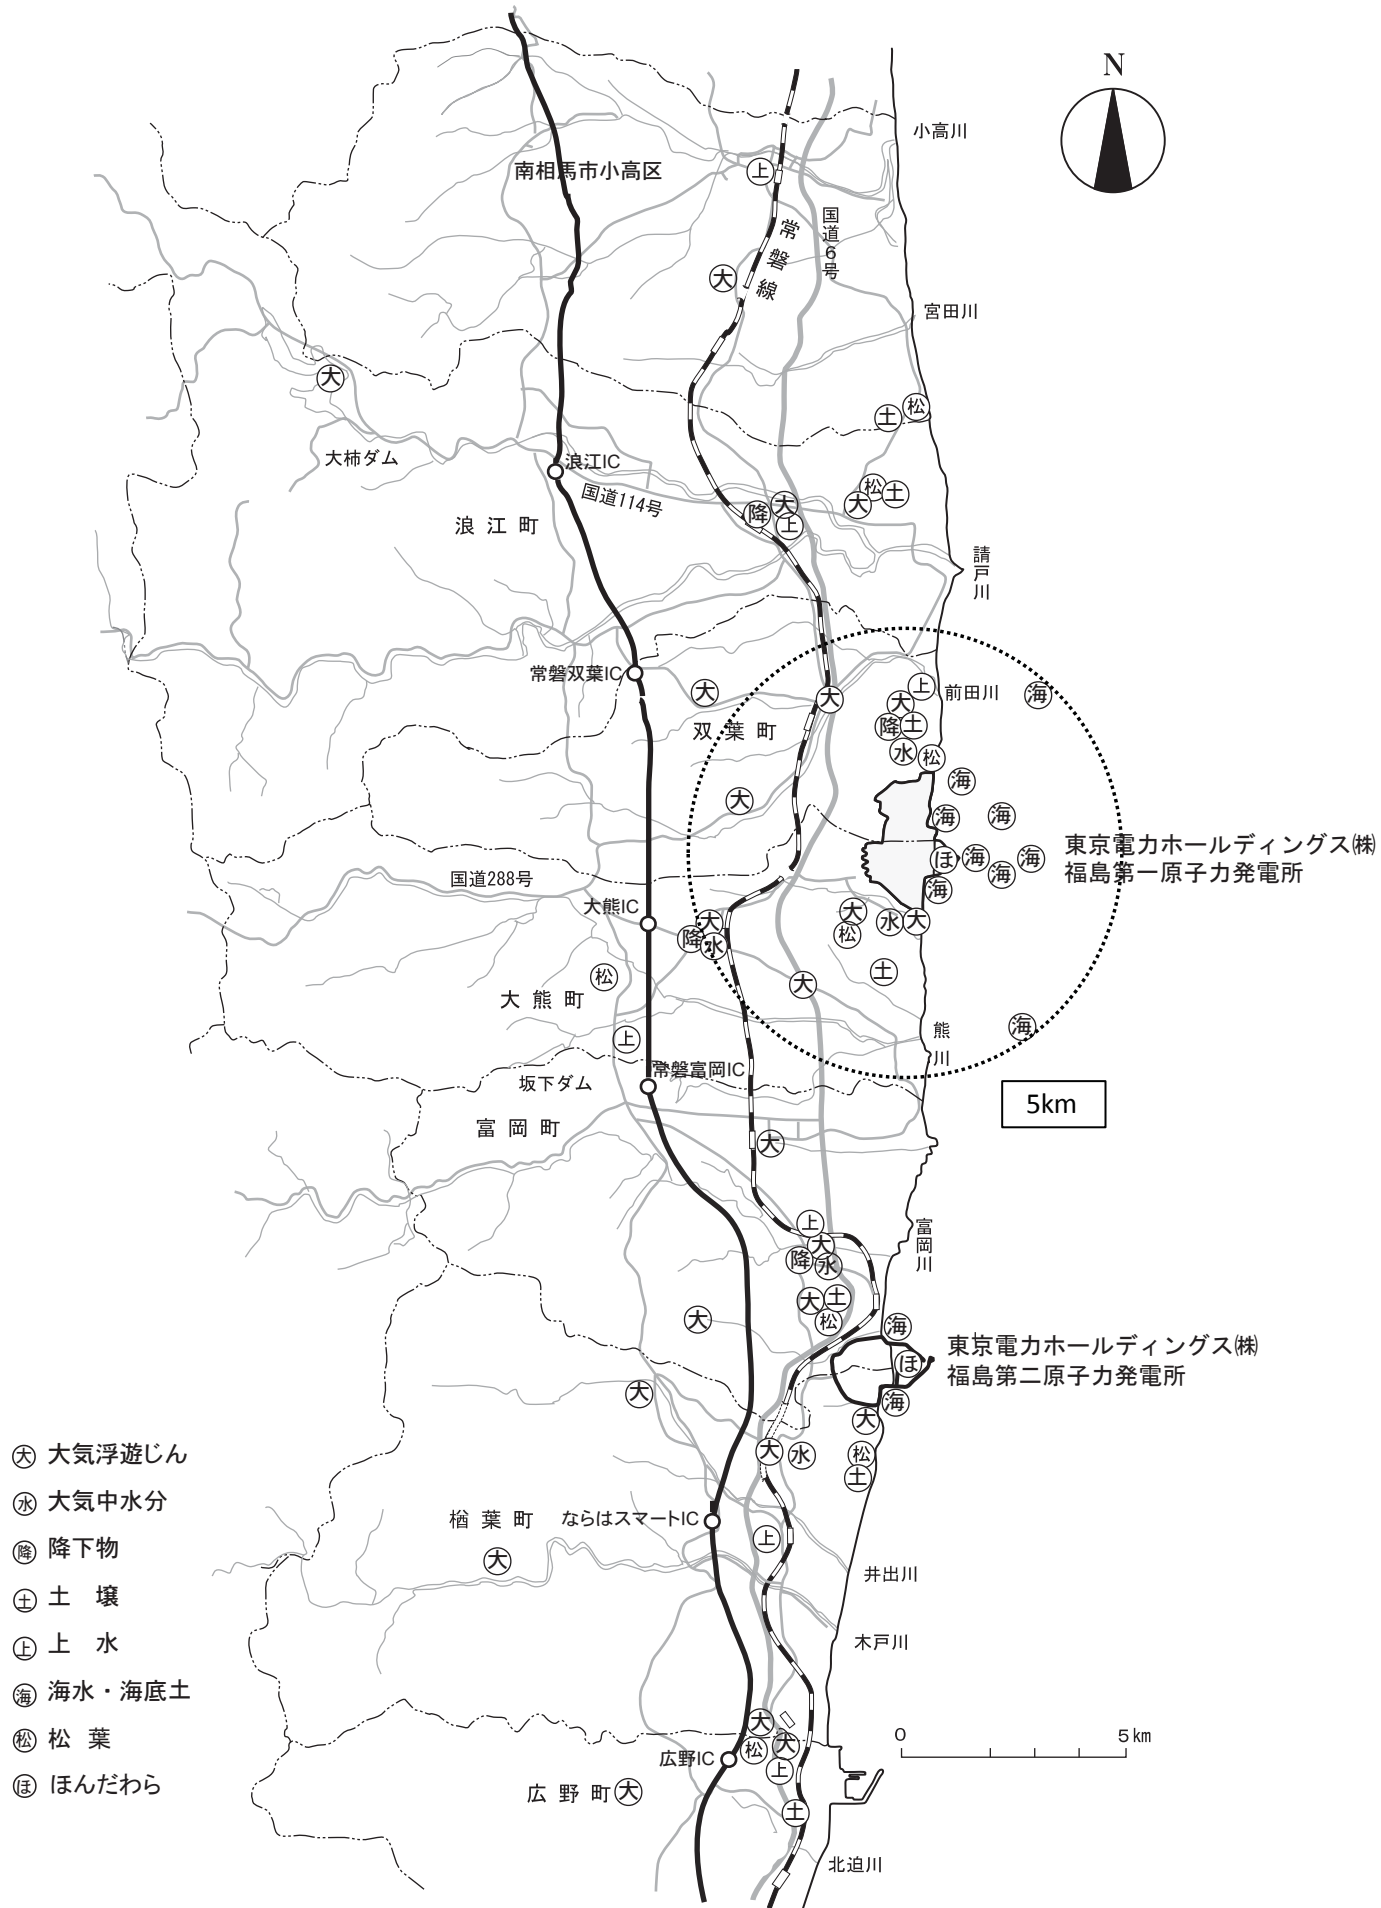 N
小高川
南相馬市小高区
上
国道6号
常磐線
大
宮田川
大
松
土
大柿ダム
浪江IC
国道114号
松
土
大
大
降
上
浪江町
請戸川
常磐双葉IC
大
大
上
前田川
海
大
双葉町
降
土
水
松
海
大
海
海
東京電力ホールディングス㈱
福島第一原子力発電所
ほ
海
海
海
海
国道288号
大熊IC
大
降
水
大
松
水
大
松
大熊町
大
土
上
海
熊川
坂下ダム
常磐富岡IC
5km
富岡町
大
上
大
降
水
富岡川
大
土
松
大
海
東京電力ホールディングス㈱
福島第二原子力発電所
ほ
大
海
大
大
水
松
土
大 大気浮遊じん
水 大気中水分
降 降下物
土 土　壌
上 上　水
海 海水・海底土
松 松　葉
ほ ほんだわら
楢葉町
ならはスマートIC
上
大
井出川
木戸川
大
大
松
上
広野IC
広野町
大
土
0
5km
北迫川